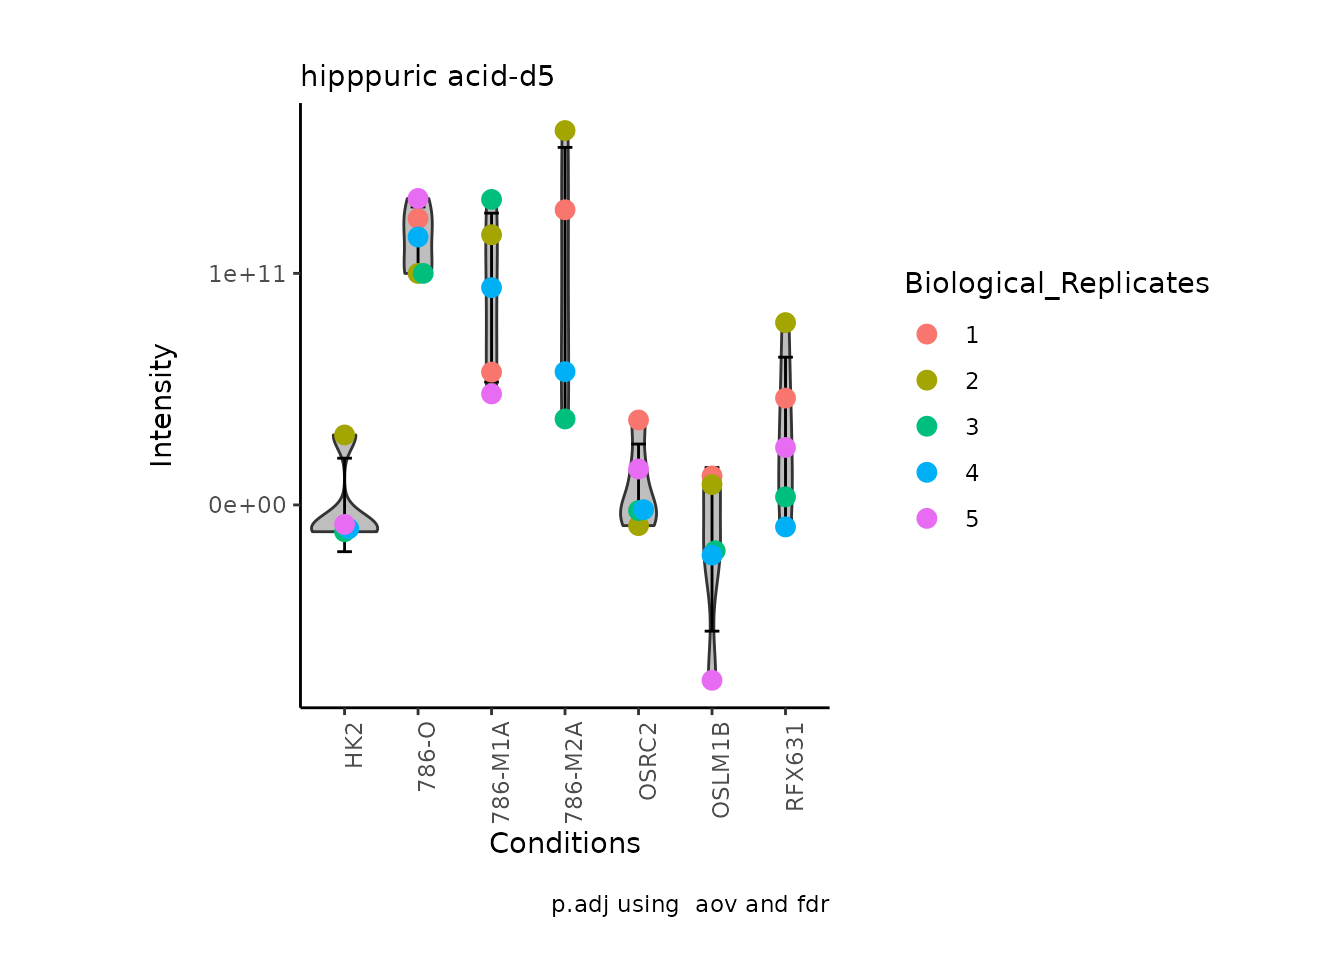 hipppuric acid-d5
Intensity
1e+11
0e+00
HK2
786-O
786-M1A
786-M2A
OSRC2
OSLM1B
RFX631
Conditions
Biological_Replicates
1
2
3
4
5
p.adj using  aov and fdr